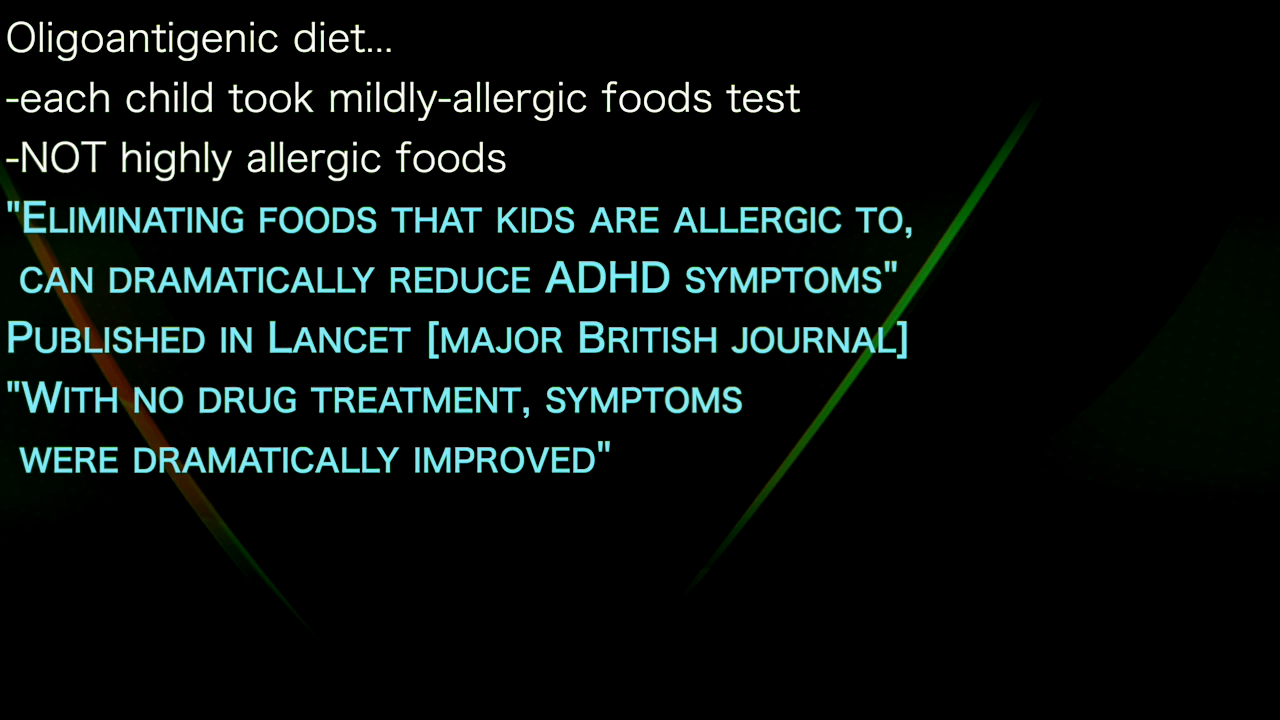 Oligoantigenic diet...
-each child took mildly-allergic foods test
-NOT highly allergic foods
"Eliminating foods that kids are allergic to,
can dramatically reduce ADHD symptoms"
Published in Lancet [major British journal]
"With no drug treatment, symptoms
were dramatically improved"